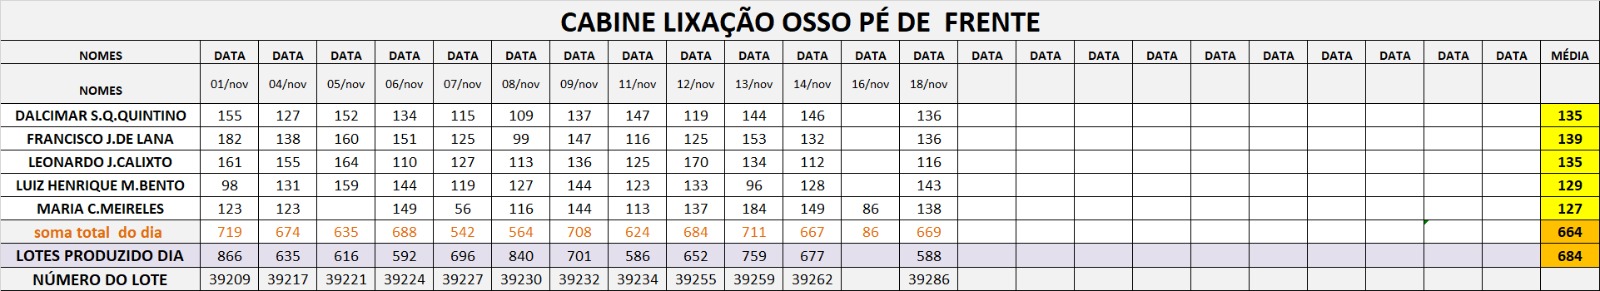 CABINE LIXAÇÃO OSSO PÉ DE  FRENTE
NOMES DATA DATA DATA DATA DATA DATA DATA DATA DATA DATA DATA DATA DATA DATA DATA DATA DATA DATA DATA DATA DATA DATA DATA MÉDIA
NOMES 01/nov 04/nov 05/nov 06/nov 07/nov 08/nov 09/nov 11/nov 12/nov 13/nov 14/nov 16/nov 18/nov
DALCIMAR S.Q.QUINTINO 155 127 152 134 115 109 137 147 119 144 146 136 135
FRANCISCO J.DE LANA 182 138 160 151 125 99 147 116 125 153 132 136 139
LEONARDO J.CALIXTO 161 155 164 110 127 113 136 125 170 134 112 116 135
LUIZ HENRIQUE M.BENTO 98 131 159 144 119 127 144 123 133 96 128 143 129
MARIA C.MEIRELES 123 123 149 56 116 144 113 137 184 149 86 138 127
soma total  do dia 719 674 635 688 542 564 708 624 684 711 667 86 669 664
LOTES PRODUZIDO DIA 866 635 616 592 696 840 701 586 652 759 677 588 684
NÚMERO DO LOTE 39209 39217 39221 39224 39227 39230 39232 39234 39255 39259 39262 39286